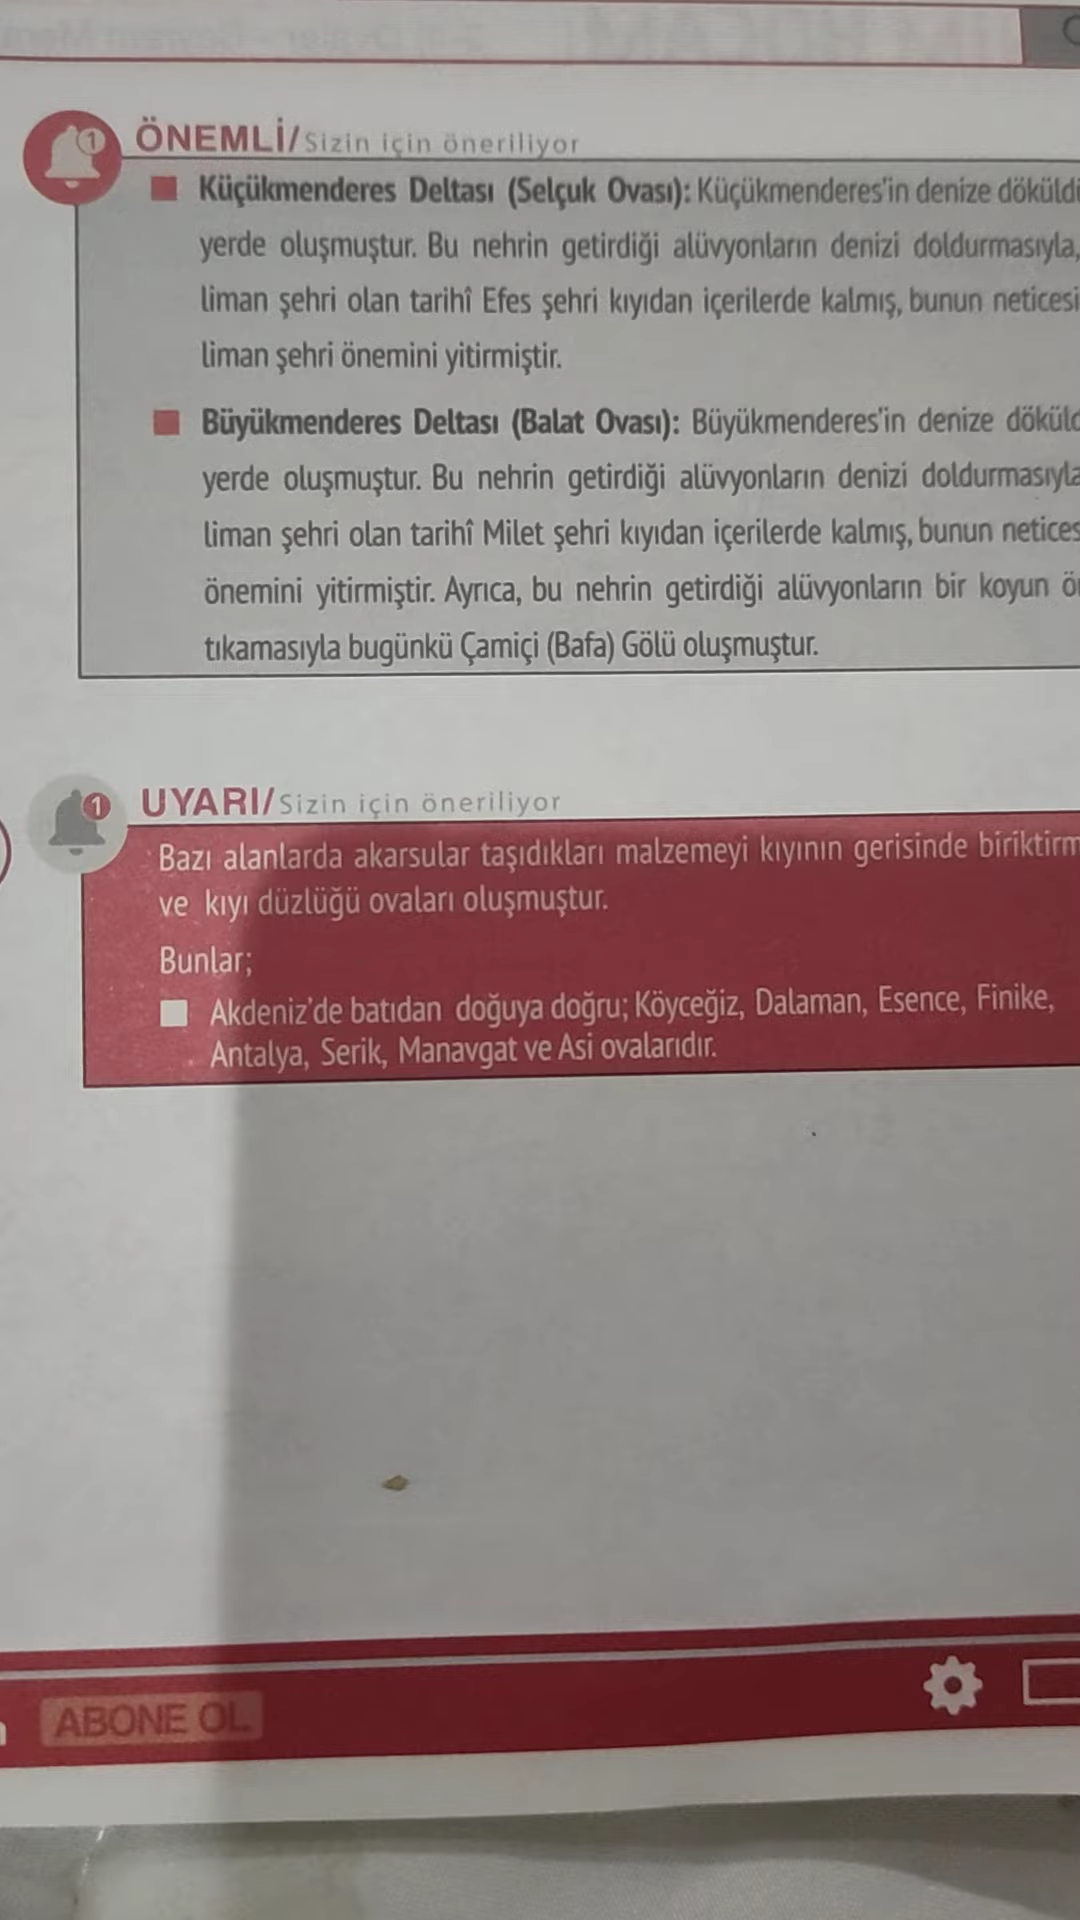 ÖNEMLİ/Sizin için öneriliyor
Küçükmenderes Deltası (Selçuk Ovası): Küçükmenderes'in denize döküldü
yerde oluşmuştur. Bu nehrin getirdiği alüvyonların denizi doldurmasıyla,
liman şehri olan tarihî Efes şehri kıyıdan içerilerde kalmış, bunun neticesi
liman şehri önemini yitirmiştir.
Büyükmenderes Deltası (Balat Ovası): Büyükmenderes'in denize
yerde oluşmuştur. Bu nehrin getirdiği alüvyonların denizi doldurmasıyla
liman şehri olan tarihî Milet şehri kıyıdan içerilerde kalmış, bunun netices
önemini yitirmiştir. Ayrıca, bu nehrin getirdiği alüvyonların bir koyun
tıkamasıyla bugünkü Çamiçi (Bafa) Gölü oluşmuştur.
1 UYARI/Sizin için öneriliyor
Bazı alanlarda akarsular taşıdıkları malzemeyi kıyının gerisinde biriktirm
ve kıyı düzlüğü ovaları oluşmuştur.
Bunlar;
Akdeniz'de batıdan doğuya doğru; Köyceğiz, Dalaman, Esence, Finike,
Antalya, Serik, Manavgat ve Asi ovalarıdır.
ABONE OL